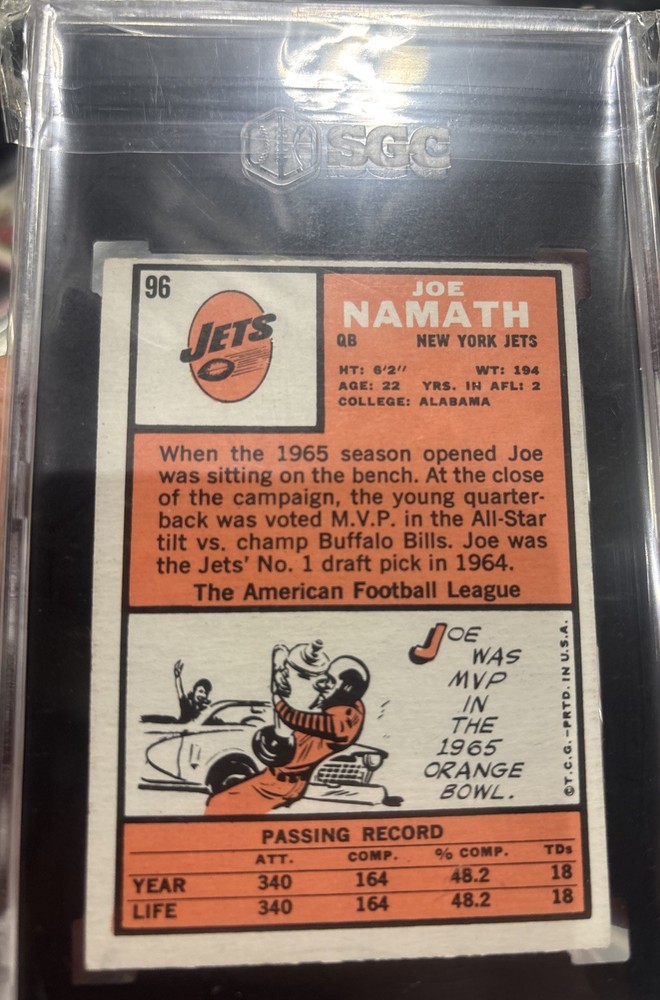 SGC
96
JETS
JOE
NAMATH
QB NEW YORK JETS
HT: 6'2" WT: 194
AGE: 22 YRS. IN AFL: 2
COLLEGE: ALABAMA
When the 1965 season opened Joe
was sitting on the bench. At the close
of the campaign, the young quarter-
back was voted M.V.P. in the All-Star
tilt vs. champ Buffalo Bills. Joe was
the Jets' No. 1 draft pick in 1964.
The American Football League
JOE
WAS
MVP
IN
THE
1965
ORANGE
BOWL.
©T.C.G.-PRTD. IN U.S.A.
PASSING RECORD
ATT. COMP. % COMP. TDs
YEAR 340 164 48.2 18
LIFE 340 164 48.2 18